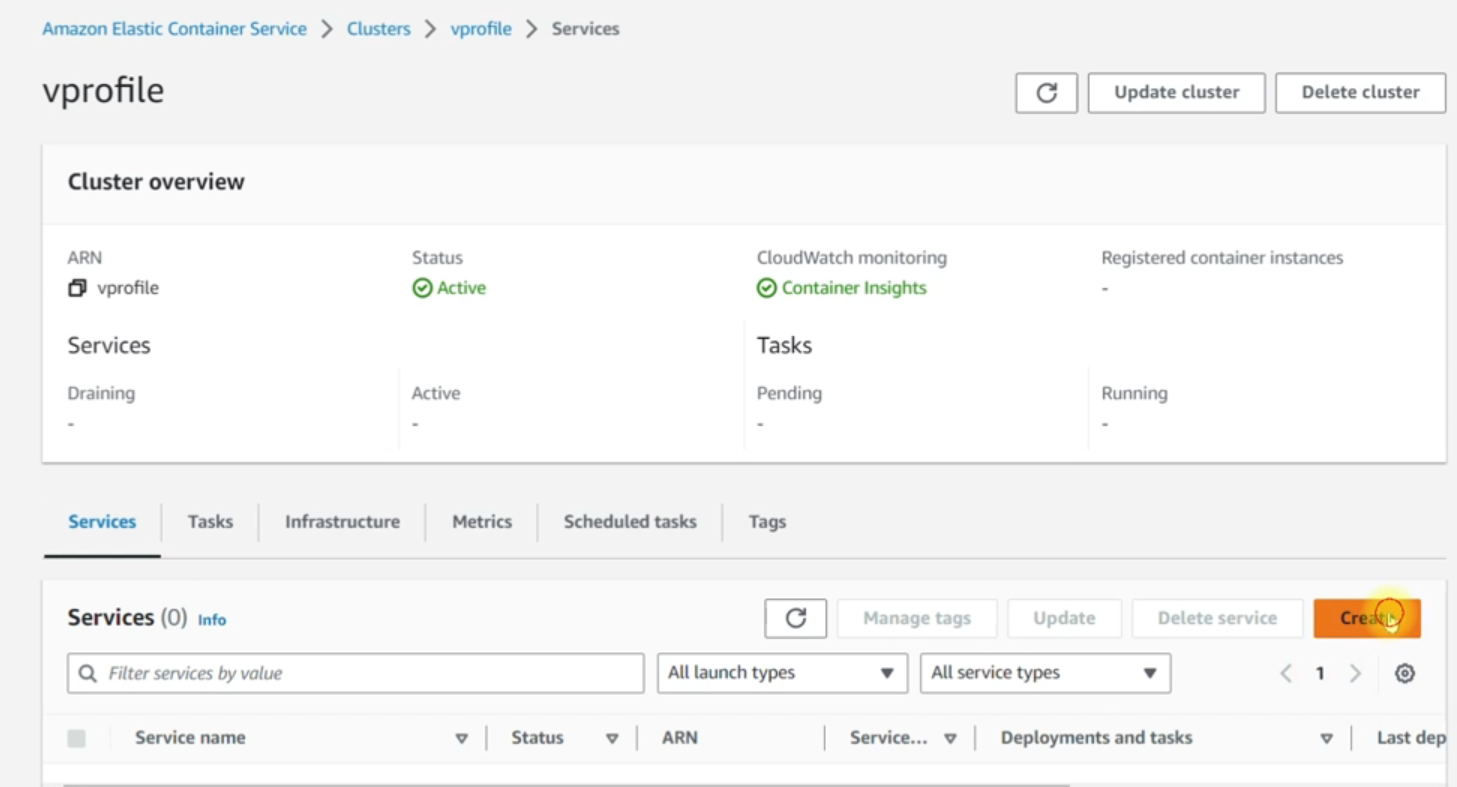 Amazon Elastic Container Service > Clusters > vprofile > Services
vprofile
Update cluster
Delete cluster
Cluster overview
ARN
vprofile
Status
Active
CloudWatch monitoring
Container Insights
Registered container instances
-
Services
Draining
-
Active
-
Tasks
Pending
-
Running
-
Services Tasks Infrastructure Metrics Scheduled tasks Tags
Services (0) Info
Manage tags Update Delete service
Filter services by value All launch types All service types 1
Service name Status ARN Service... Deployments and tasks Last dep